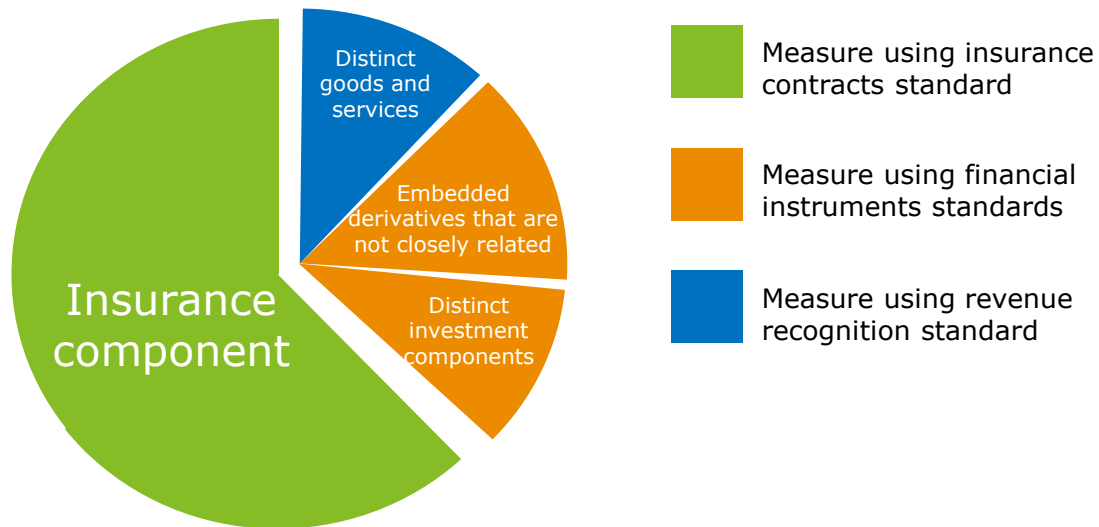 Distinct
goods and
services
Embedded
derivatives that are
not closely related
Distinct
investment
components
Insurance
component
Measure using insurance
contracts standard
Measure using financial
instruments standards
Measure using revenue
recognition standard